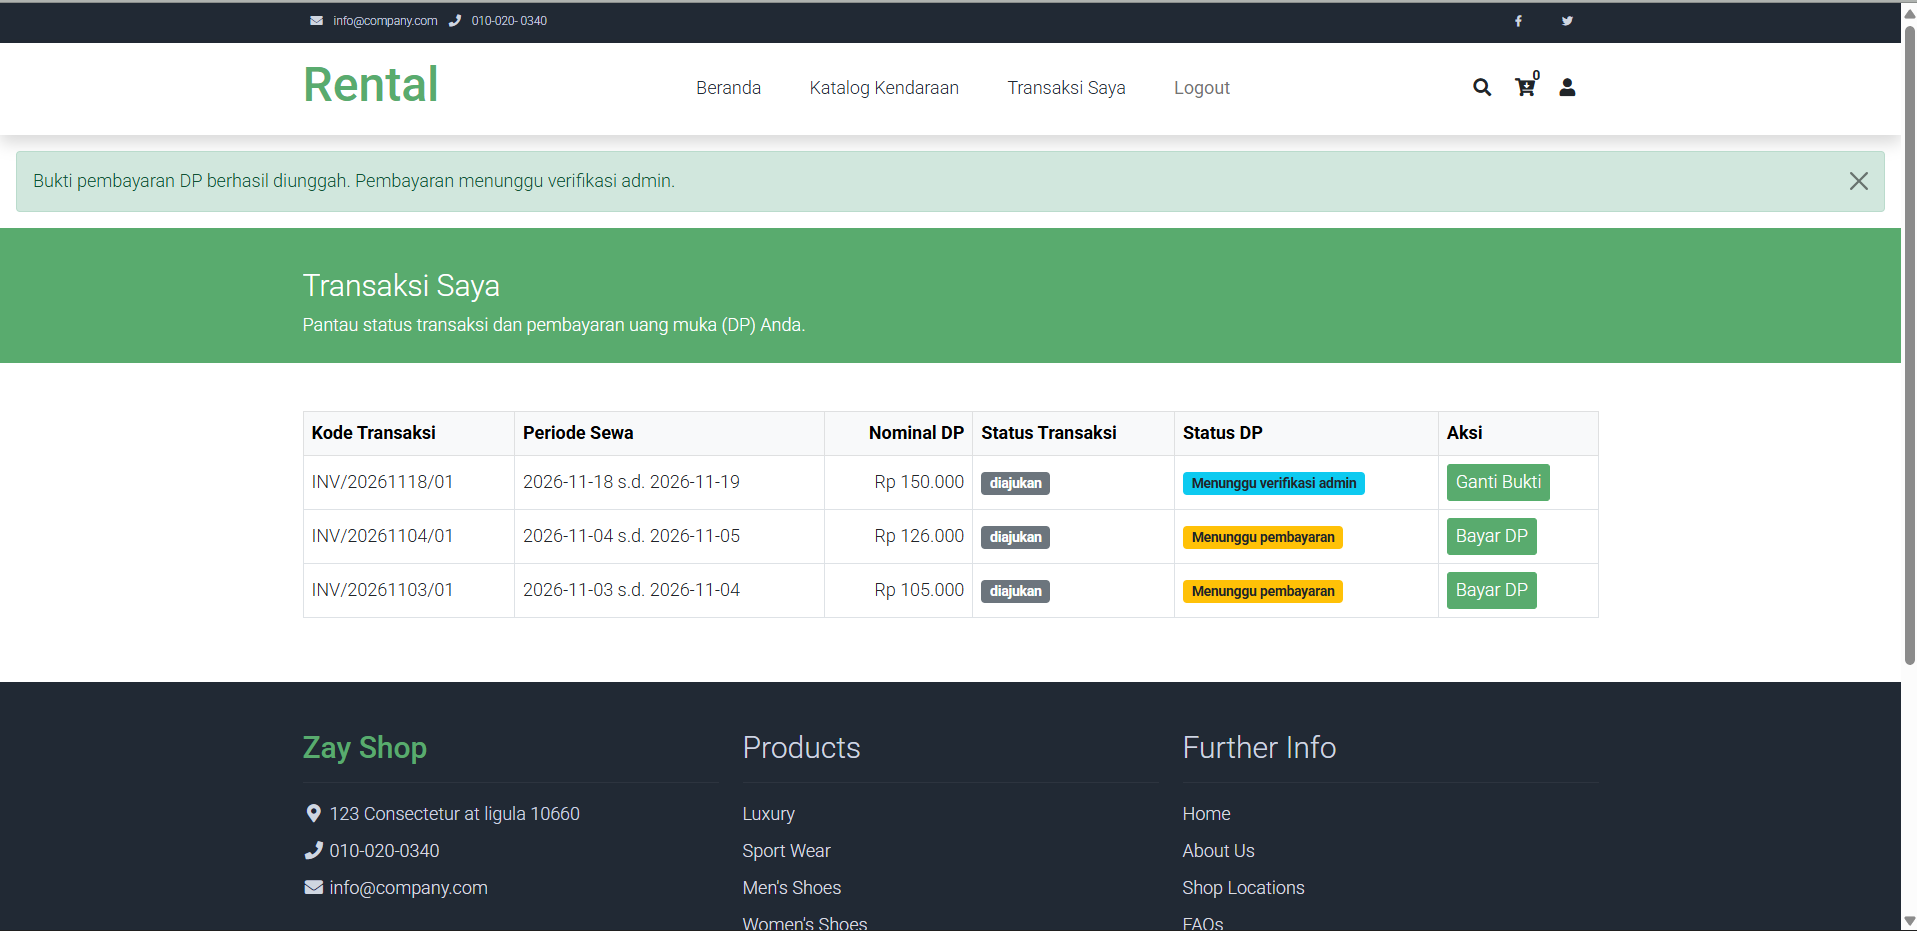 info@company.com 010-020- 0340
Rental
Beranda Katalog Kendaraan Transaksi Saya Logout
0
Bukti pembayaran DP berhasil diunggah. Pembayaran menunggu verifikasi admin.
Transaksi Saya
Pantau status transaksi dan pembayaran uang muka (DP) Anda.
Kode Transaksi Periode Sewa Nominal DP Status Transaksi Status DP Aksi
INV/20261118/01 2026-11-18 s.d. 2026-11-19 Rp 150.000 diajukan Menunggu verifikasi admin Ganti Bukti
INV/20261104/01 2026-11-04 s.d. 2026-11-05 Rp 126.000 diajukan Menunggu pembayaran Bayar DP
INV/20261103/01 2026-11-03 s.d. 2026-11-04 Rp 105.000 diajukan Menunggu pembayaran Bayar DP
Zay Shop
123 Consectetur at ligula 10660
010-020-0340
info@company.com
Products
Luxury
Sport Wear
Men's Shoes
Women's Shoes
Further Info
Home
About Us
Shop Locations
FAQs